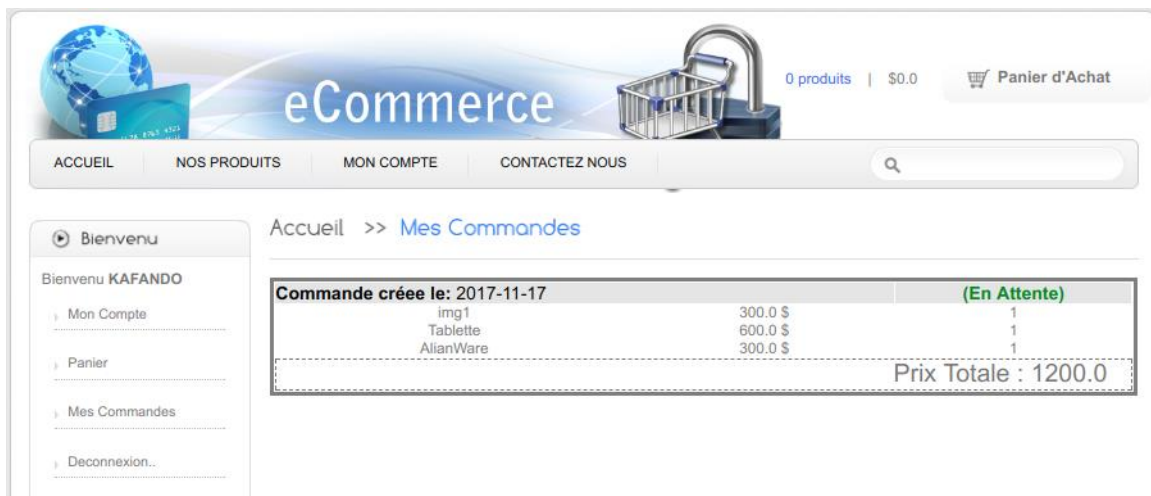 eCommerce
0 produits | $0.0 Panier d'Achat
ACCUEIL NOS PRODUITS MON COMPTE CONTACTEZ NOUS
Bienvenu
Accueil >> Mes Commandes
Bienvenu KAFANDO
Mon Compte
Panier
Mes Commandes
Deconnexion..
Commande créee le: 2017-11-17 (En Attente)
img1 300.0 $ 1
Tablette 600.0 $ 1
AlianWare 300.0 $ 1
Prix Totale : 1200.0